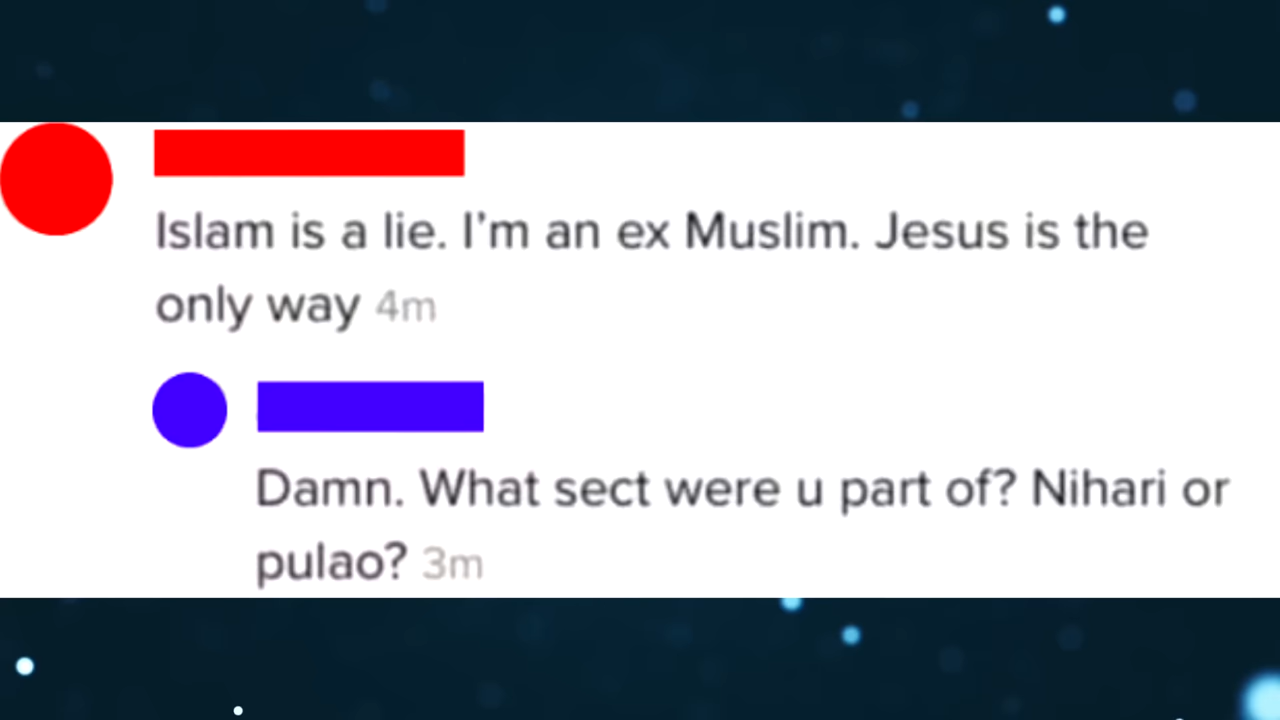 Islam is a lie. I'm an ex Muslim. Jesus is the
only way 4m
Damn. What sect were u part of? Nihari or
pulao? 3m